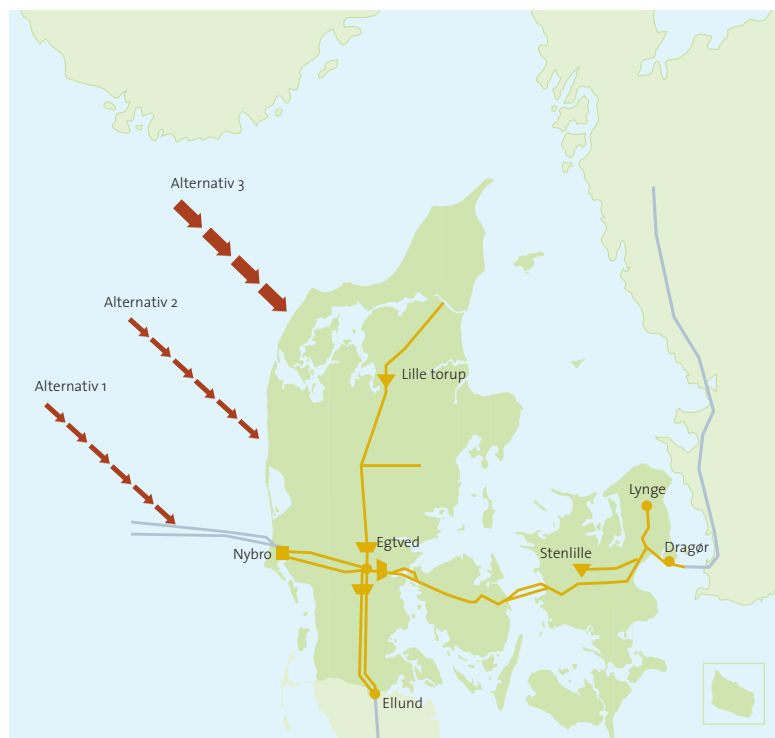 Alternativ 3
Alternativ 2
Alternativ 1
Lille torup
Lynge
Egtved
Nybro
Stenlille
Dragør
Ellund